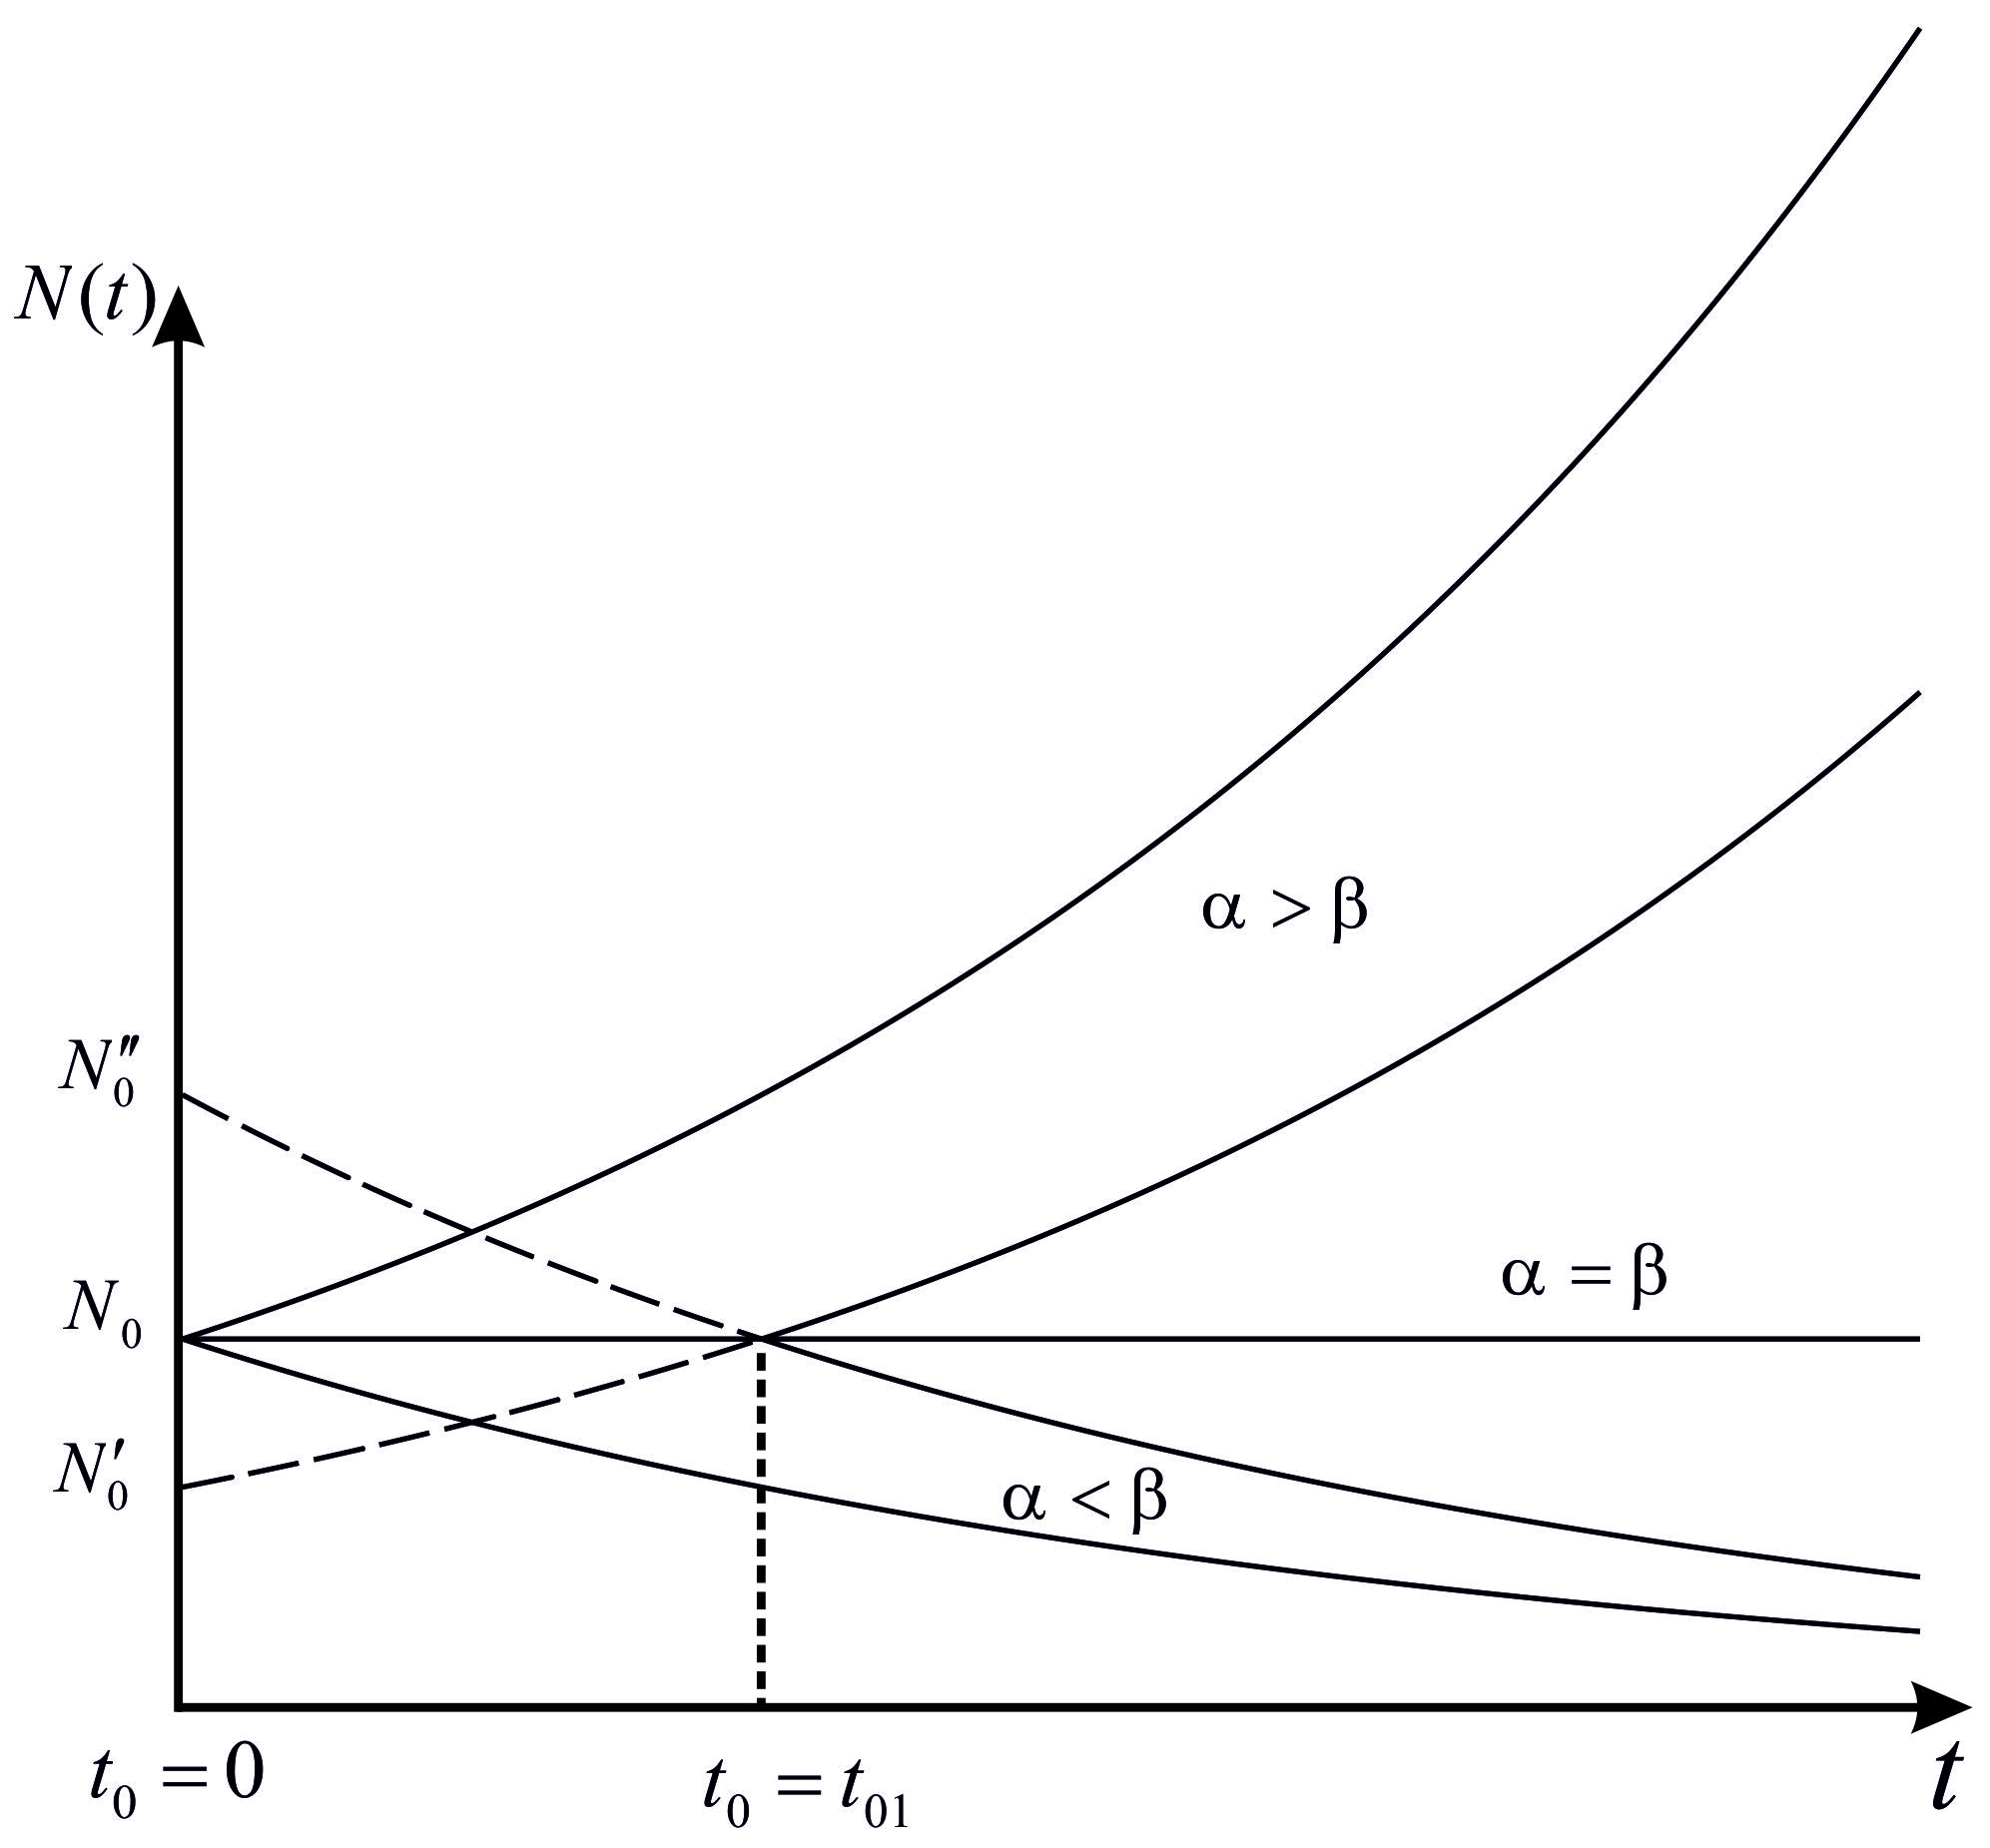 N(t)
α > β
N₀″
α = β
N₀
N₀′
α < β
t₀ = 0
t₀ = t₀₁
t